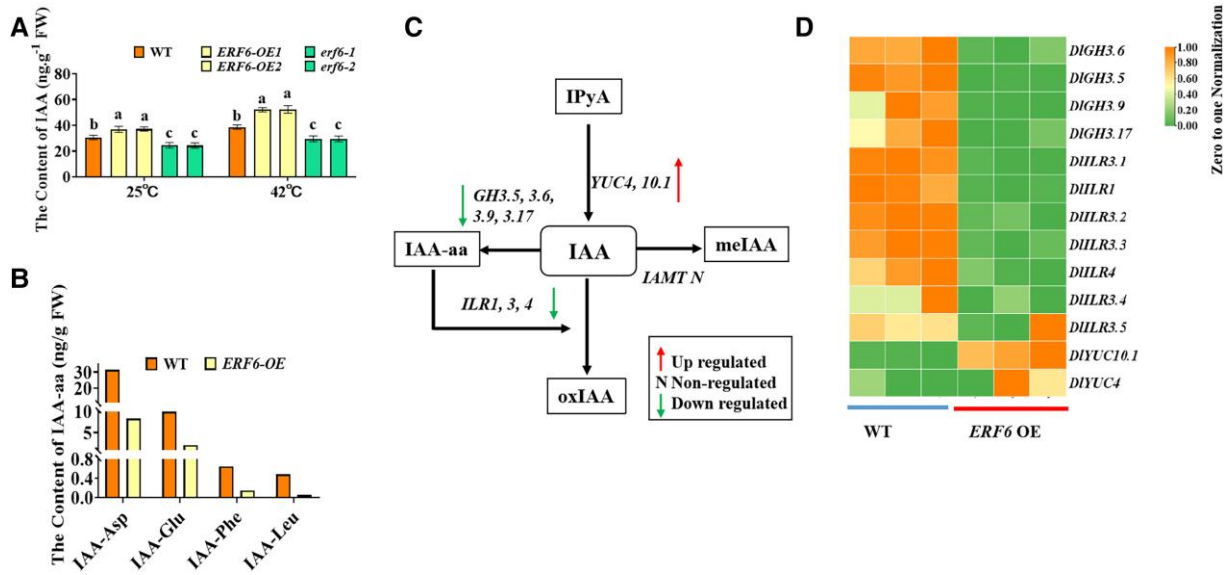 A
The Content of IAA (ng.g-1 FW)
WT
ERF6-OE1
ERF6-OE2
erf6-1
erf6-2
80
60
40
20
0
b a a c c
b a a c c
25℃
42℃
B
The Content of IAA-aa (ng/g FW)
WT
ERF6-OE
30
20
10
5
0.8
0.4
0.0
IAA-Asp
IAA-Glu
IAA-Phe
IAA-Leu
C
IPyA
YUC4, 10.1
GH3.5, 3.6,
3.9, 3.17
IAA-aa
IAA
meIAA
IAMT N
ILR1, 3, 4
oxIAA
Up regulated
N Non-regulated
Down regulated
D
DlGH3.6
DlGH3.5
DlGH3.9
DlGH3.17
DlILR3.1
DlILR1
DlILR3.2
DlILR3.3
DlILR4
DlILR3.4
DlILR3.5
DlYUC10.1
DlYUC4
WT
ERF6 OE
1.00
0.80
0.60
0.40
0.20
0.00
Zero to one Normalization